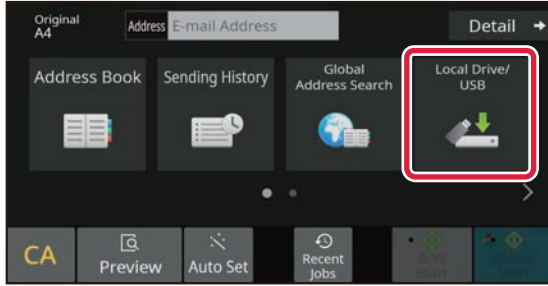 Original
A4
Address E-mail Address
Detail
Address Book
Sending History
Global
Address Search
Local Drive/
USB
CA
Preview
Auto Set
Recent
Jobs
B/W
Start
Colour
Start